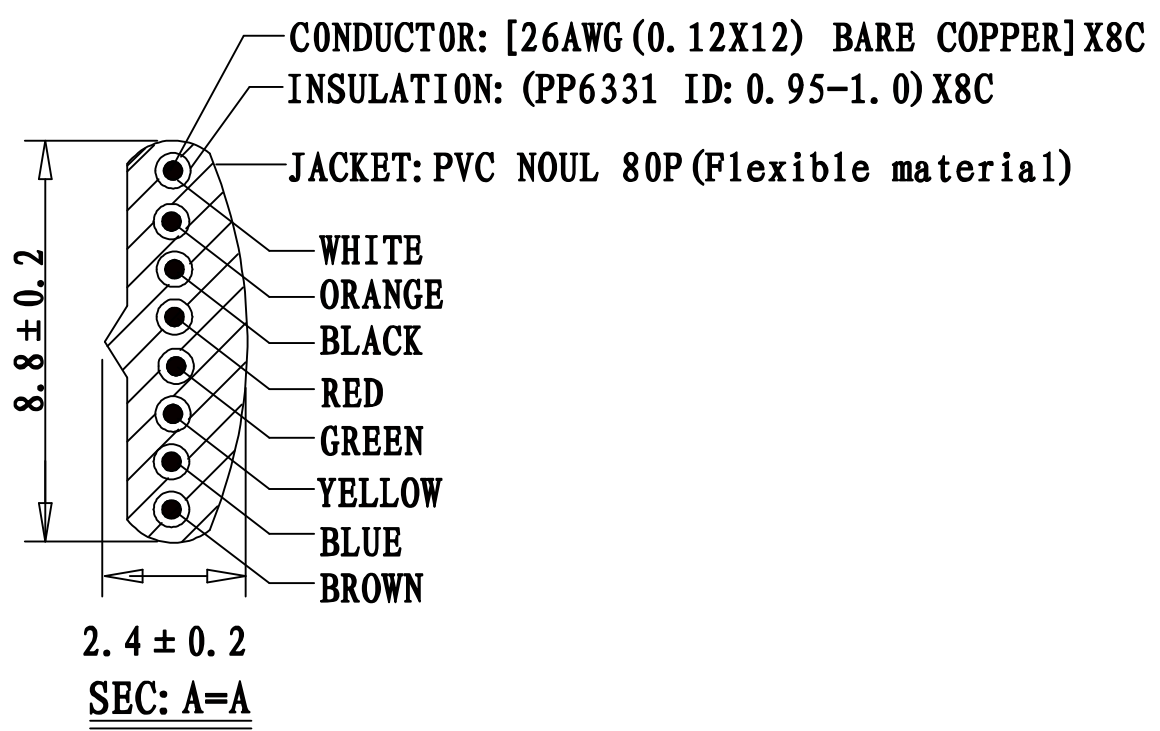 CONDUCTOR: [26AWG(0.12X12) BARE COPPER]X8C
INSULATION: (PP6331 ID: 0.95-1.0)X8C
JACKET: PVC NOUL 80P(Flexible material)
WHITE
ORANGE
BLACK
RED
GREEN
YELLOW
BLUE
BROWN
8.8±0.2
2.4±0.2
SEC: A=A